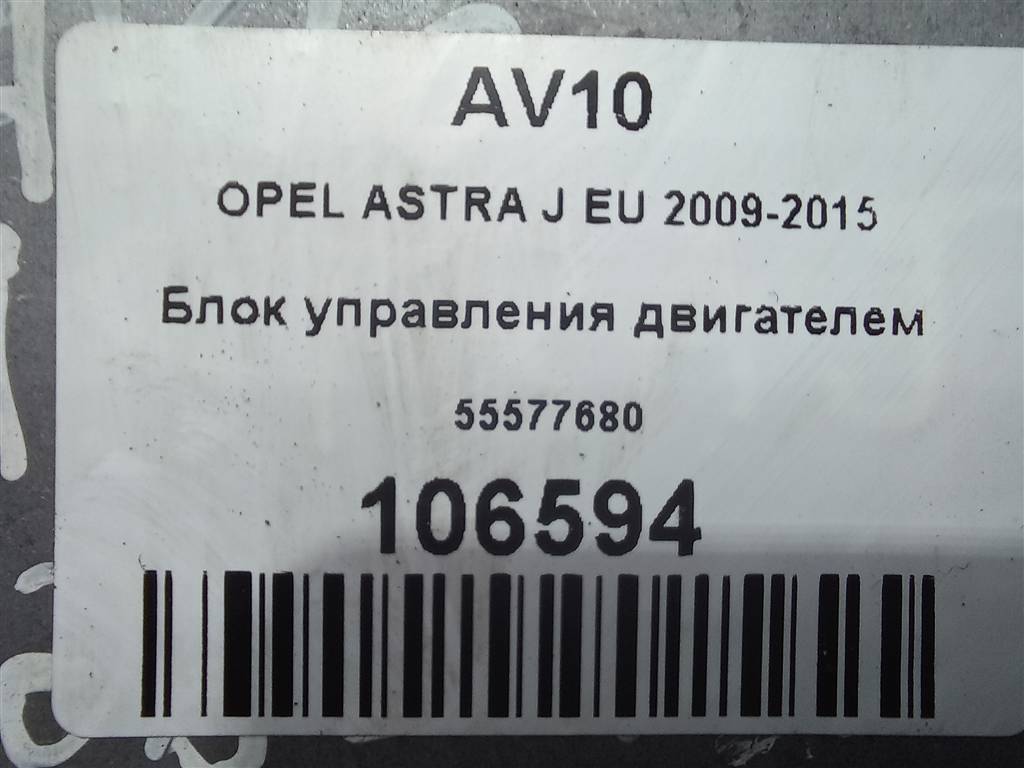 AV10
OPEL ASTRA J EU 2009-2015
Блок управления двигателем
55577680
106594